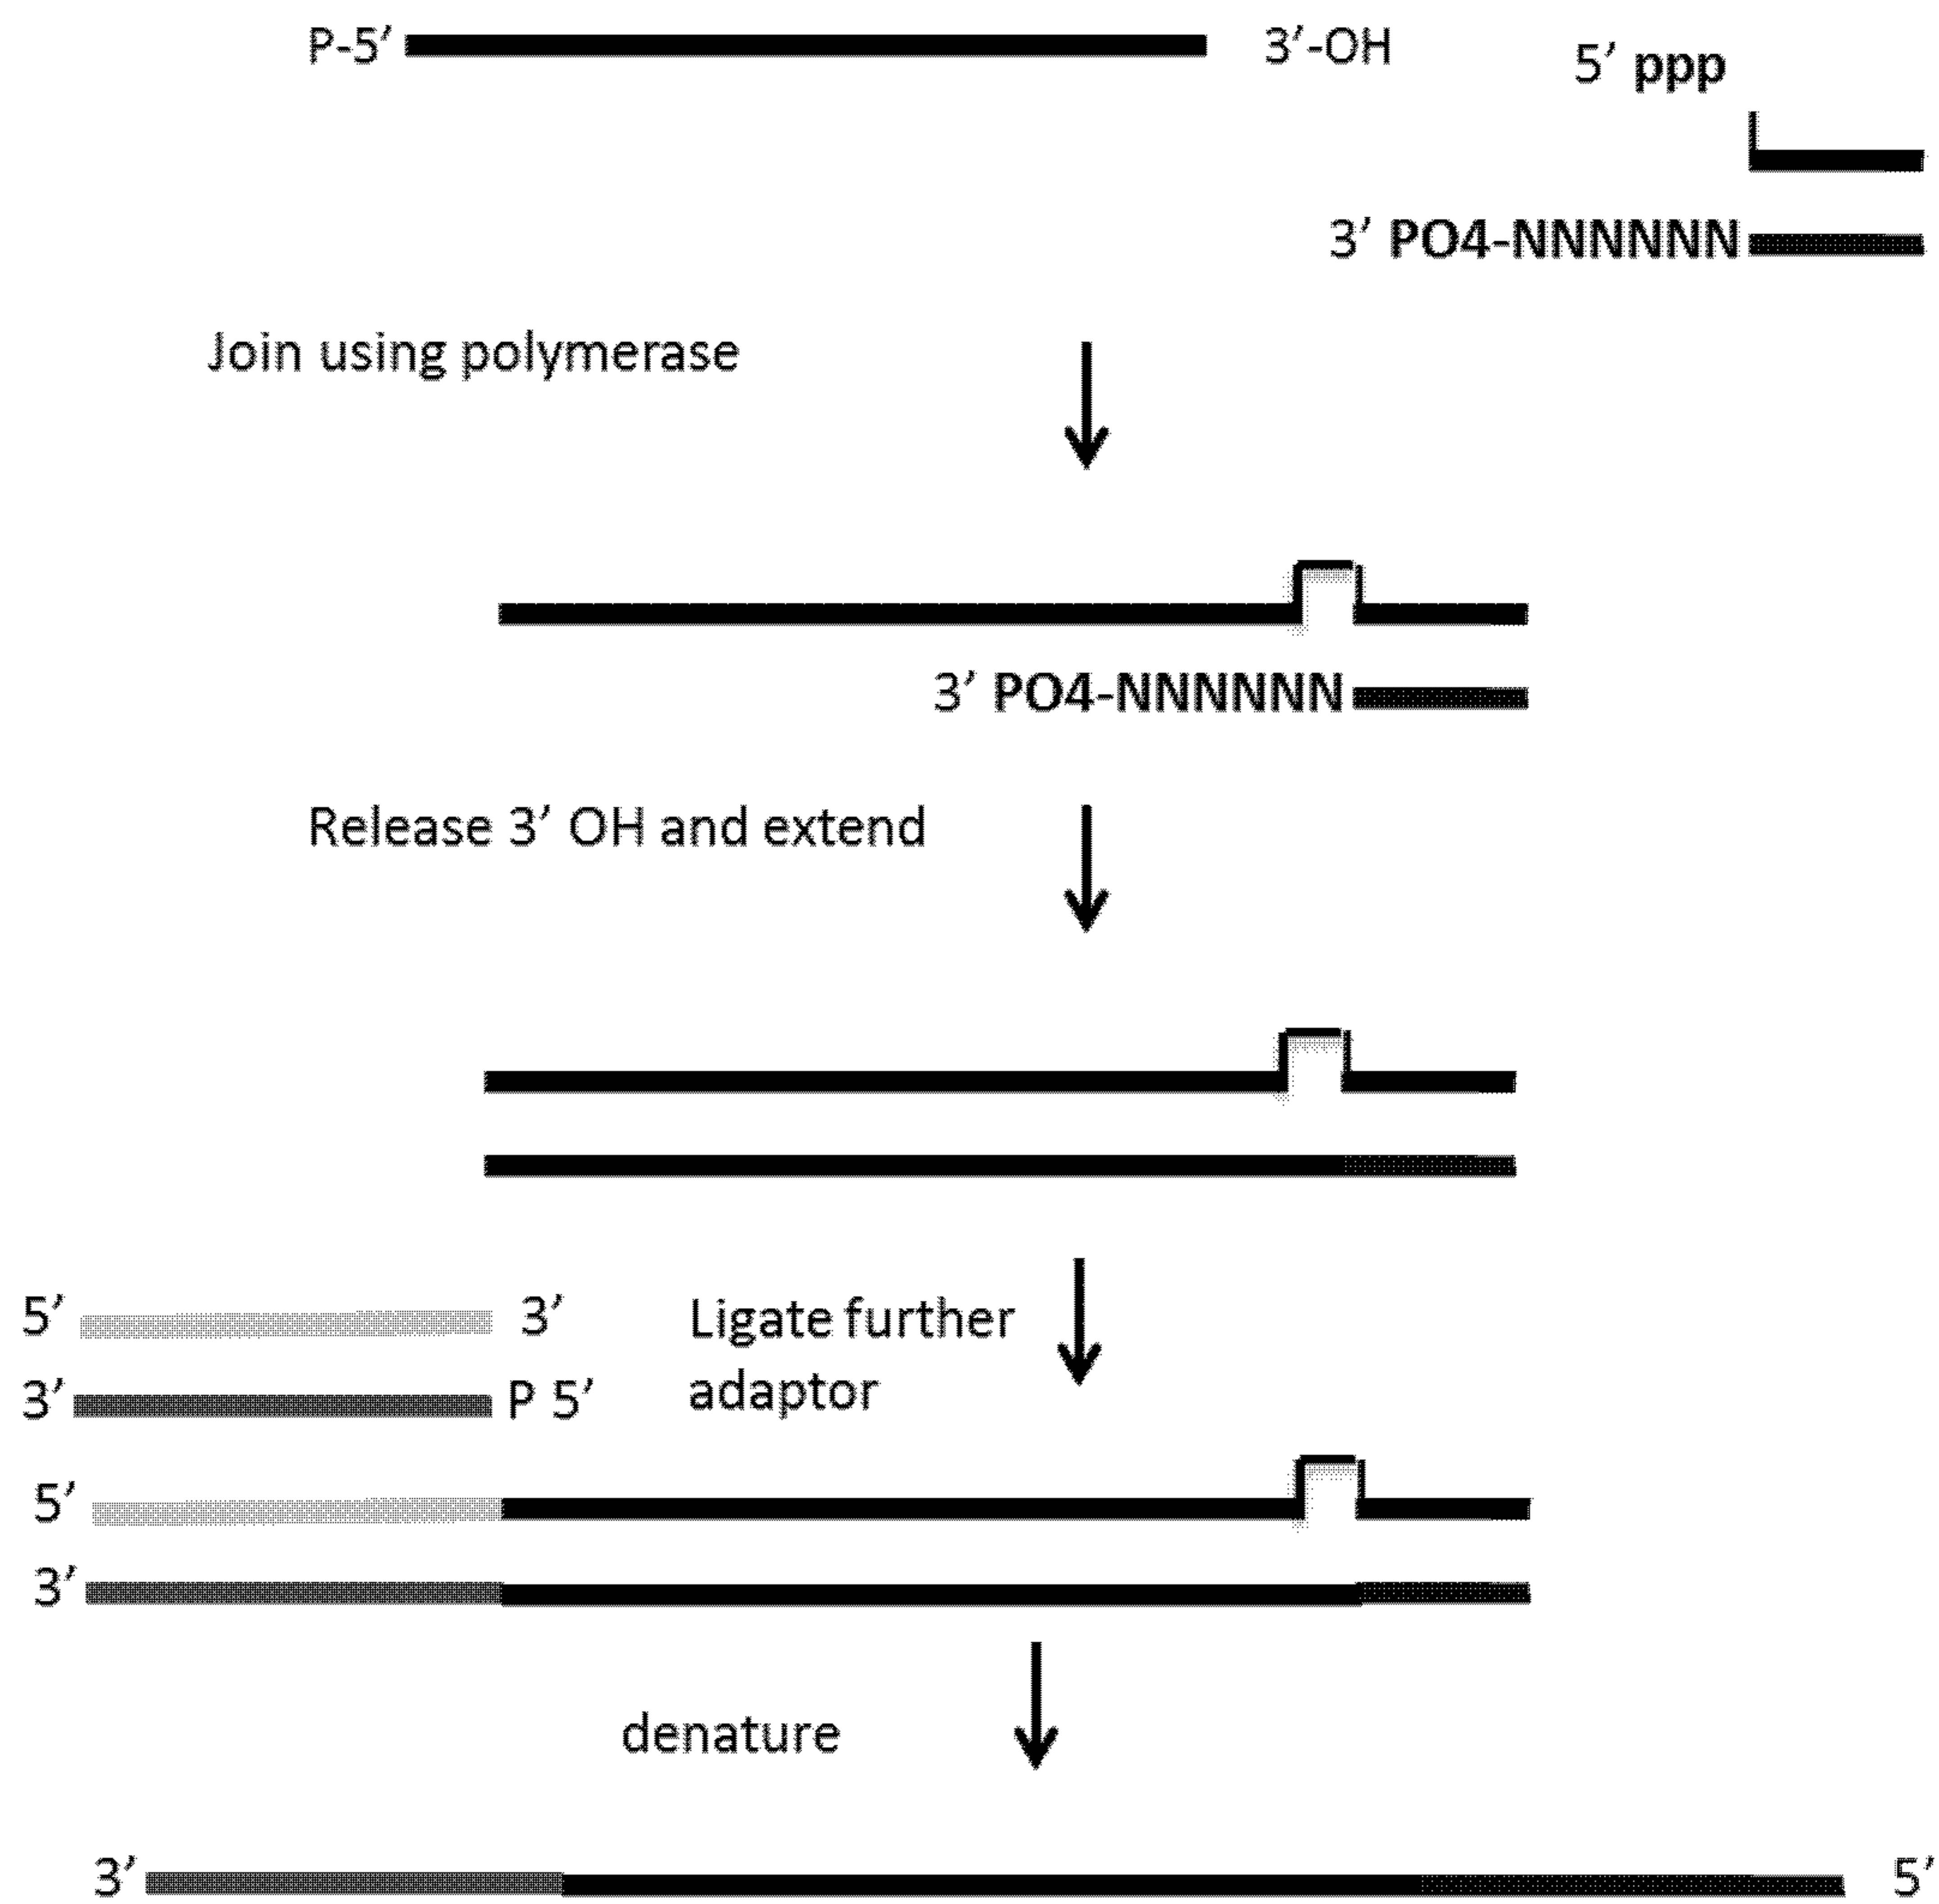 P-5′ 3′-OH
5′ ppp
3′ PO4-NNNNNN
Join using polymerase
3′ PO4-NNNNNN
Release 3′ OH and extend
5′ 3′ Ligate further
3′ P 5′ adaptor
5′
3′
denature
3′ 5′